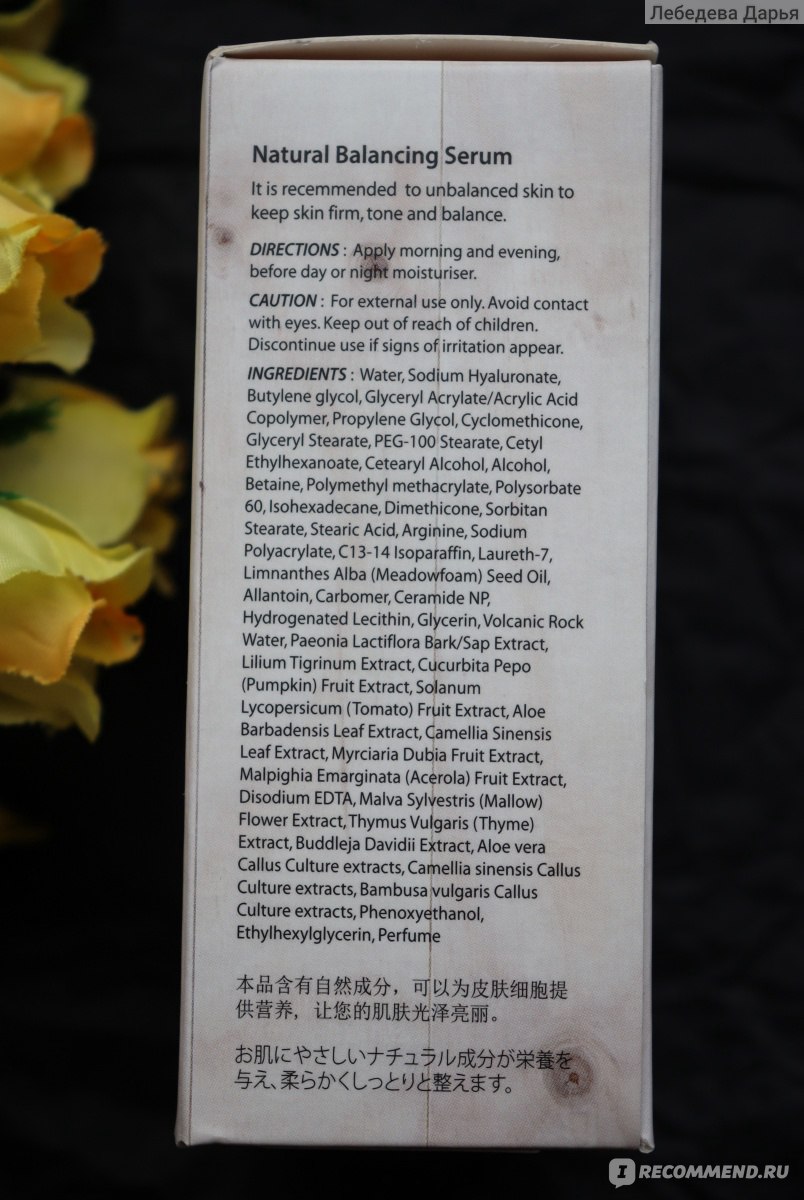 Лебедева Дарья
Natural Balancing Serum
It is recemmended to unbalanced skin to
keep skin firm, tone and balance.
DIRECTIONS : Apply morning and evening,
before day or night moisturiser.
CAUTION : For external use only. Avoid contact
with eyes. Keep out of reach of children.
Discontinue use if signs of irritation appear.
INGREDIENTS : Water, Sodium Hyaluronate,
Butylene glycol, Glyceryl Acrylate/Acrylic Acid
Copolymer, Propylene Glycol, Cyclomethicone,
Glyceryl Stearate, PEG-100 Stearate, Cetyl
Ethylhexanoate, Cetearyl Alcohol, Alcohol,
Betaine, Polymethyl methacrylate, Polysorbate
60, Isohexadecane, Dimethicone, Sorbitan
Stearate, Stearic Acid, Arginine, Sodium
Polyacrylate, C13-14 Isoparaffin, Laureth-7,
Limnanthes Alba (Meadowfoam) Seed Oil,
Allantoin, Carbomer, Ceramide NP,
Hydrogenated Lecithin, Glycerin, Volcanic Rock
Water, Paeonia Lactiflora Bark/Sap Extract,
Lilium Tigrinum Extract, Cucurbita Pepo
(Pumpkin) Fruit Extract, Solanum
Lycopersicum (Tomato) Fruit Extract, Aloe
Barbadensis Leaf Extract, Camellia Sinensis
Leaf Extract, Myrciaria Dubia Fruit Extract,
Malpighia Emarginata (Acerola) Fruit Extract,
Disodium EDTA, Malva Sylvestris (Mallow)
Flower Extract, Thymus Vulgaris (Thyme)
Extract, Buddleja Davidii Extract, Aloe vera
Callus Culture extracts, Camellia sinensis Callus
Culture extracts, Bambusa vulgaris Callus
Culture extracts, Phenoxyethanol,
Ethylhexylglycerin, Perfume
本品含有自然成分，可以为皮肤细胞提
供营养，让您的肌肤光泽亮丽。
お肌にやさしいナチュラル成分が栄養を
与え、柔らかくしっとりと整えます。
IRECOMMEND.RU